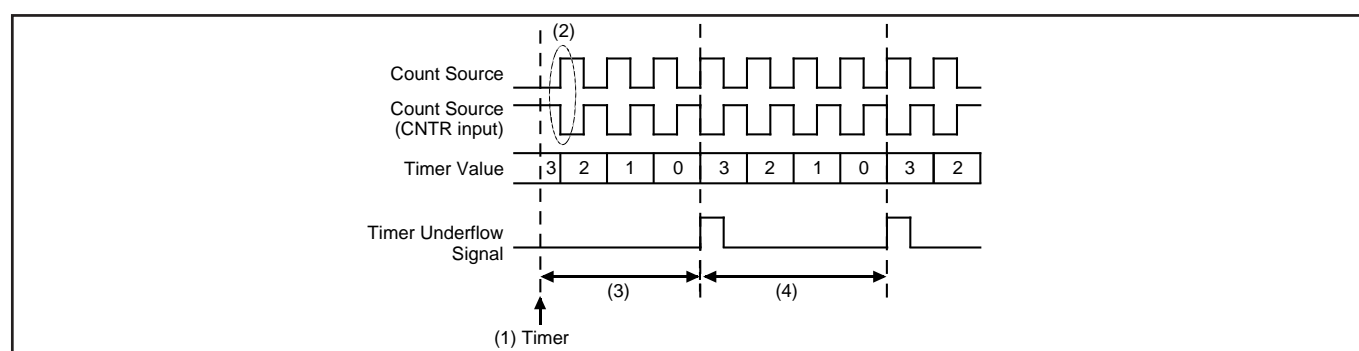 (2)
Count Source
Count Source
(CNTR input)
Timer Value 3 2 1 0 3 2 1 0 3 2
Timer Underflow
Signal
(3) (4)
(1) Timer